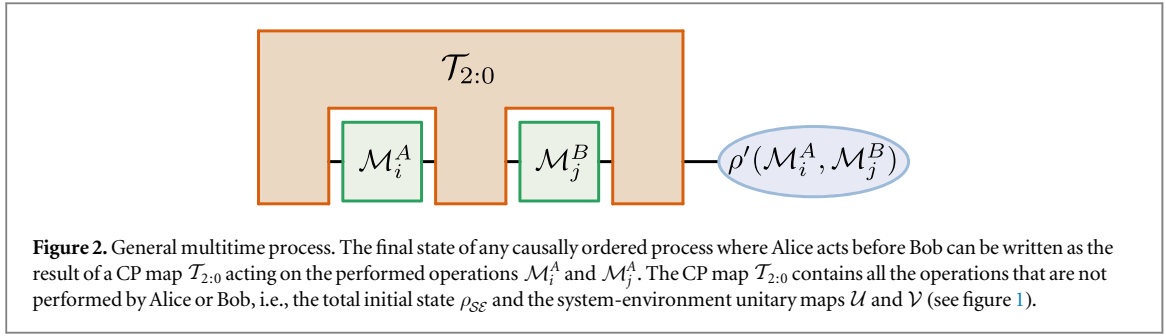 𝒯₂:₀
ℳᵢᴬ
ℳⱼᴮ
ρ′(ℳᵢᴬ, ℳⱼᴮ)
Figure 2. General multitime process. The final state of any causally ordered process where Alice acts before Bob can be written as the
result of a CP map 𝒯₂:₀ acting on the performed operations ℳᵢᴬ and ℳⱼᴬ. The CP map 𝒯₂:₀ contains all the operations that are not
performed by Alice or Bob, i.e., the total initial state ρ𝒮ℰ and the system-environment unitary maps 𝒰 and 𝒱 (see figure 1).